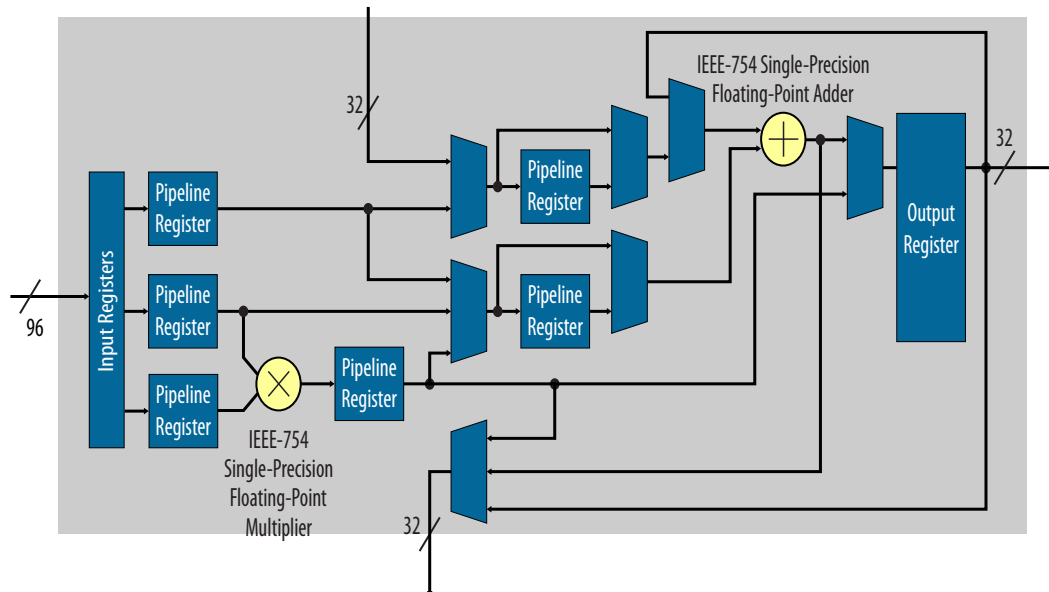 IEEE-754 Single-Precision
Floating-Point Adder
32
32
Pipeline
Register
Pipeline
Register
Output
Register
Input Registers
96
Pipeline
Register
Pipeline
Register
Pipeline
Register
Pipeline
Register
IEEE-754
Single-Precision
Floating-Point
Multiplier
32